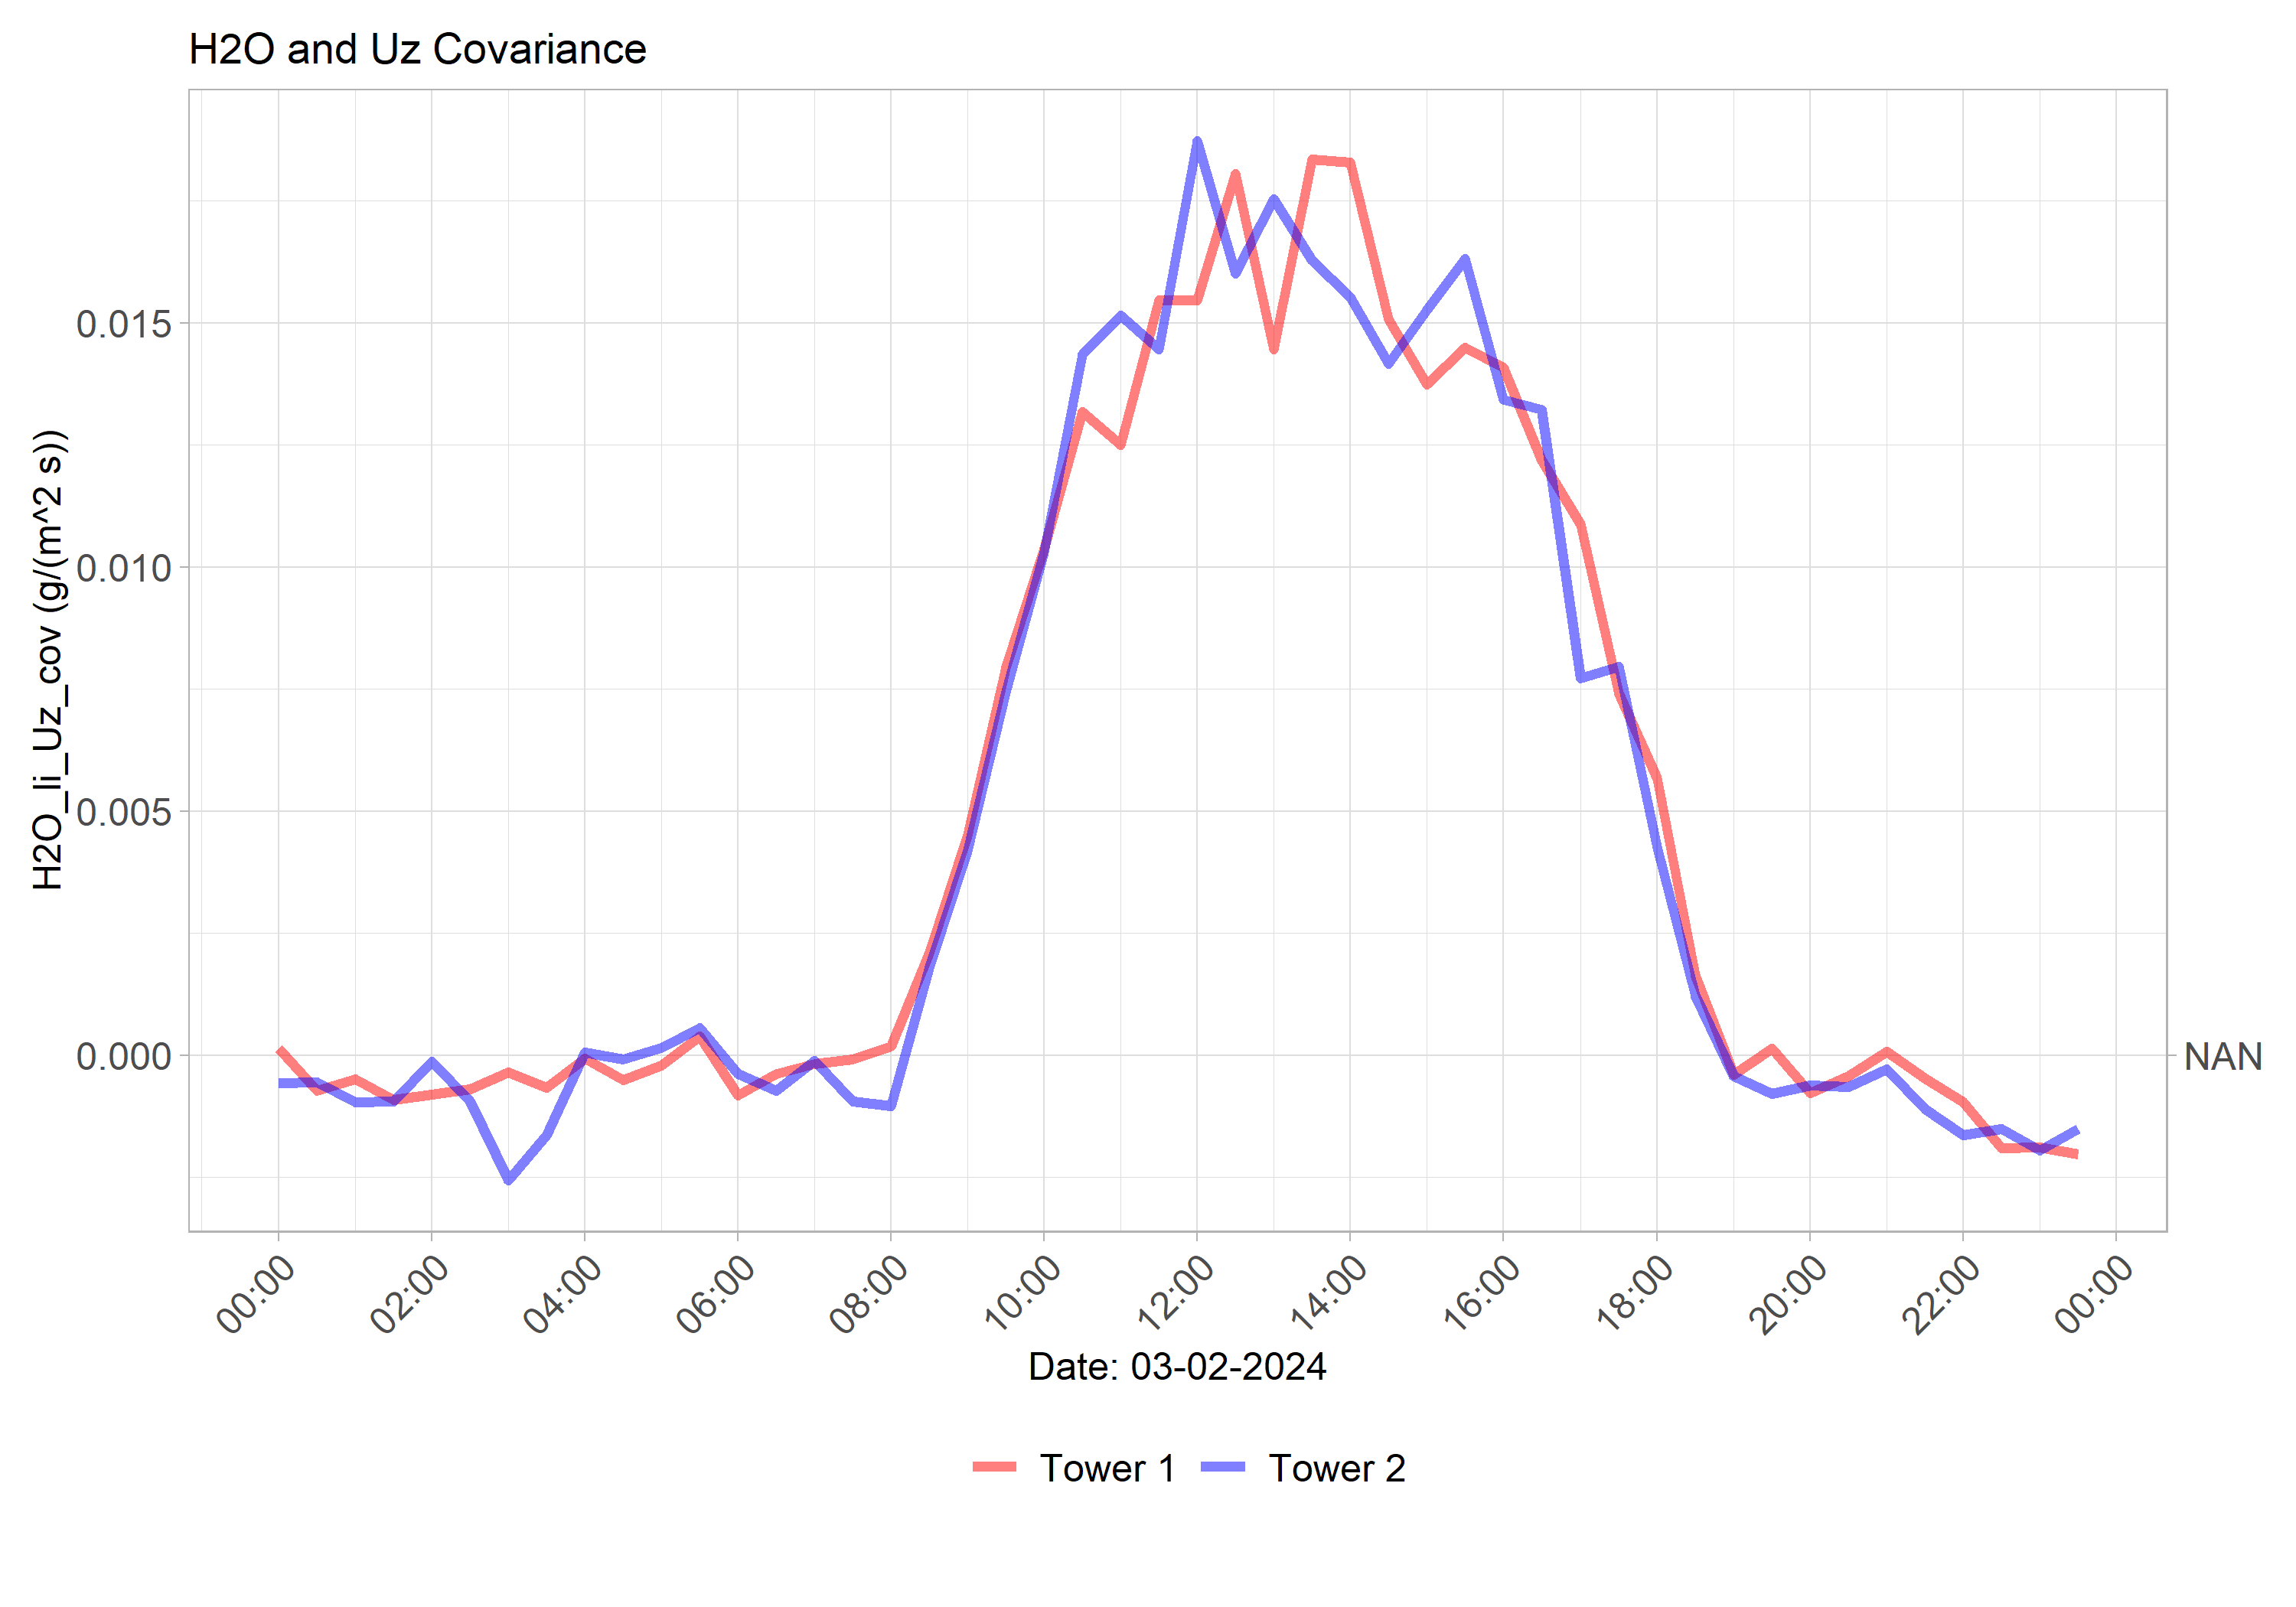 H2O and Uz Covariance
H2O_li_Uz_cov (g/(m^2 s))
0.015
0.010
0.005
0.000
NAN
00:00
02:00
04:00
06:00
08:00
10:00
12:00
14:00
16:00
18:00
20:00
22:00
00:00
Date: 03-02-2024
Tower 1
Tower 2